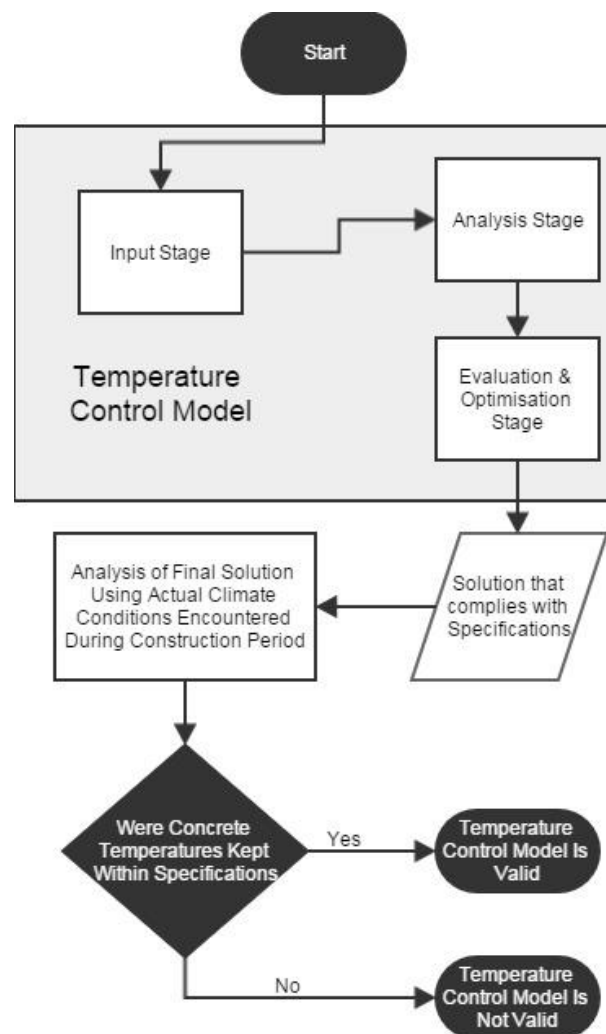 Start
Input Stage
Analysis Stage
Temperature
Control Model
Evaluation &
Optimisation
Stage
Solution that
complies with
Specifications
Analysis of Final Solution
Using Actual Climate
Conditions Encountered
During Construction Period
Were Concrete
Temperatures Kept
Within Specifications
Yes
Temperature
Control Model Is
Valid
No
Temperature
Control Model Is
Not Valid